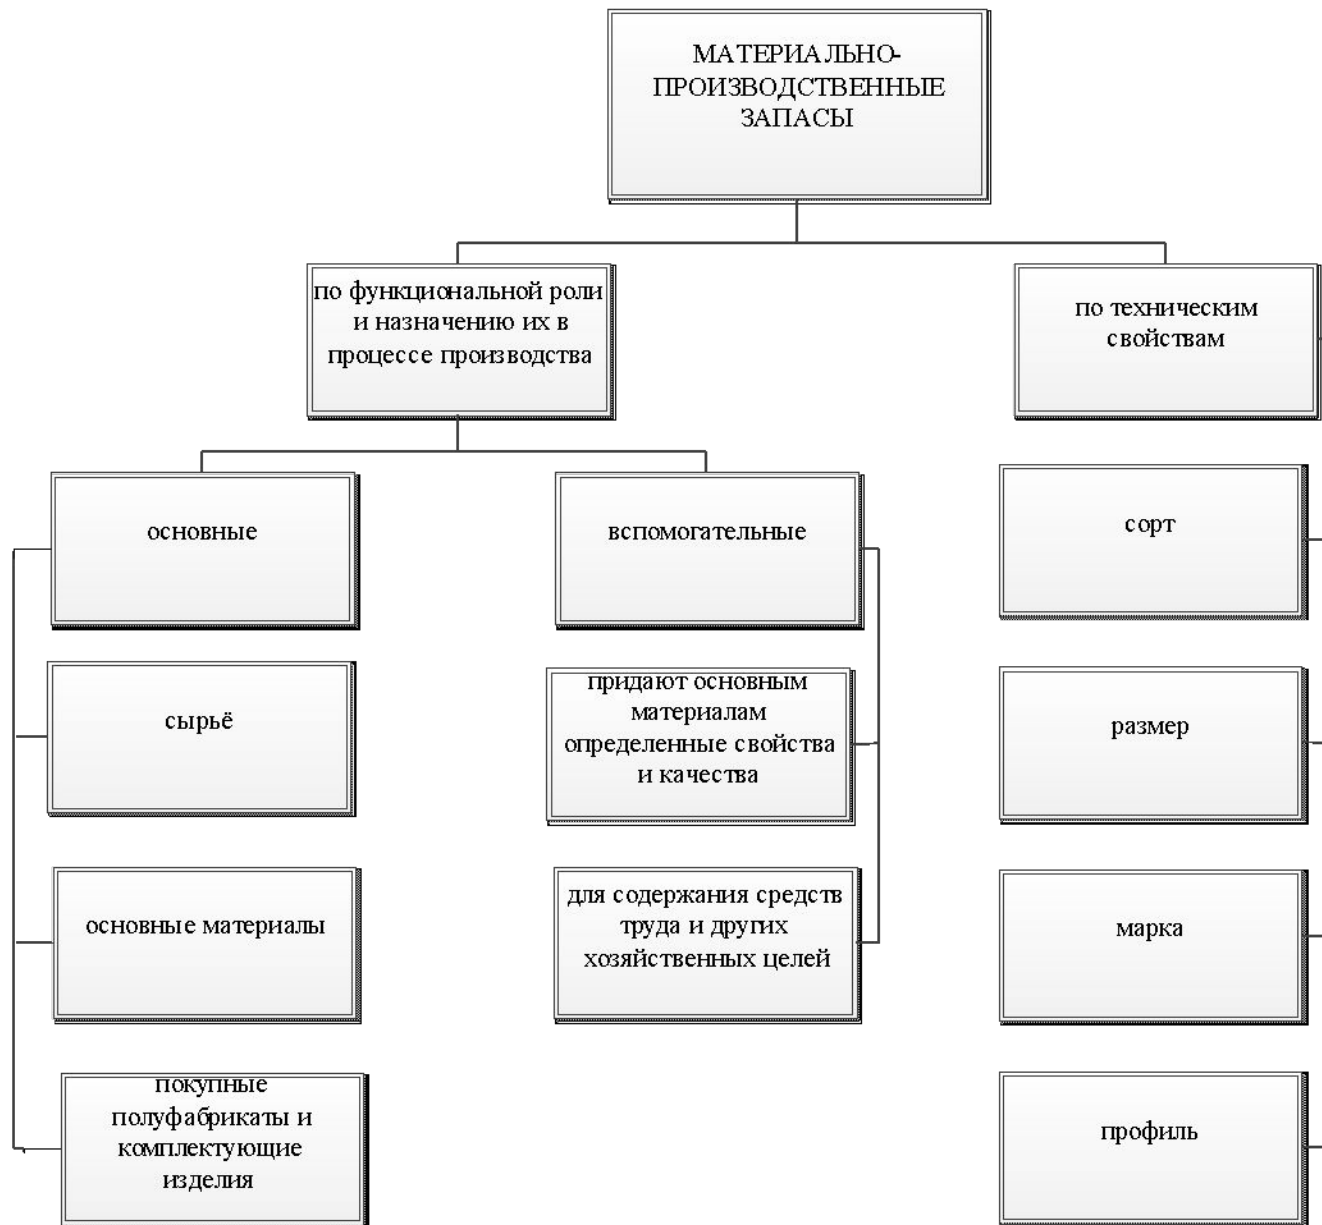 МАТЕРИАЛЬНО-
ПРОИЗВОДСТВЕННЫЕ
ЗАПАСЫ
по функциональной роли
и назначению их в
процессе производства
по техническим
свойствам
основные
вспомогательные
сорт
сырьё
придают основным
материалам
определенные свойства
и качества
размер
основные материалы
для содержания средств
труда и других
хозяйственных целей
марка
покупные
полуфабрикаты и
комплектующие
изделия
профиль